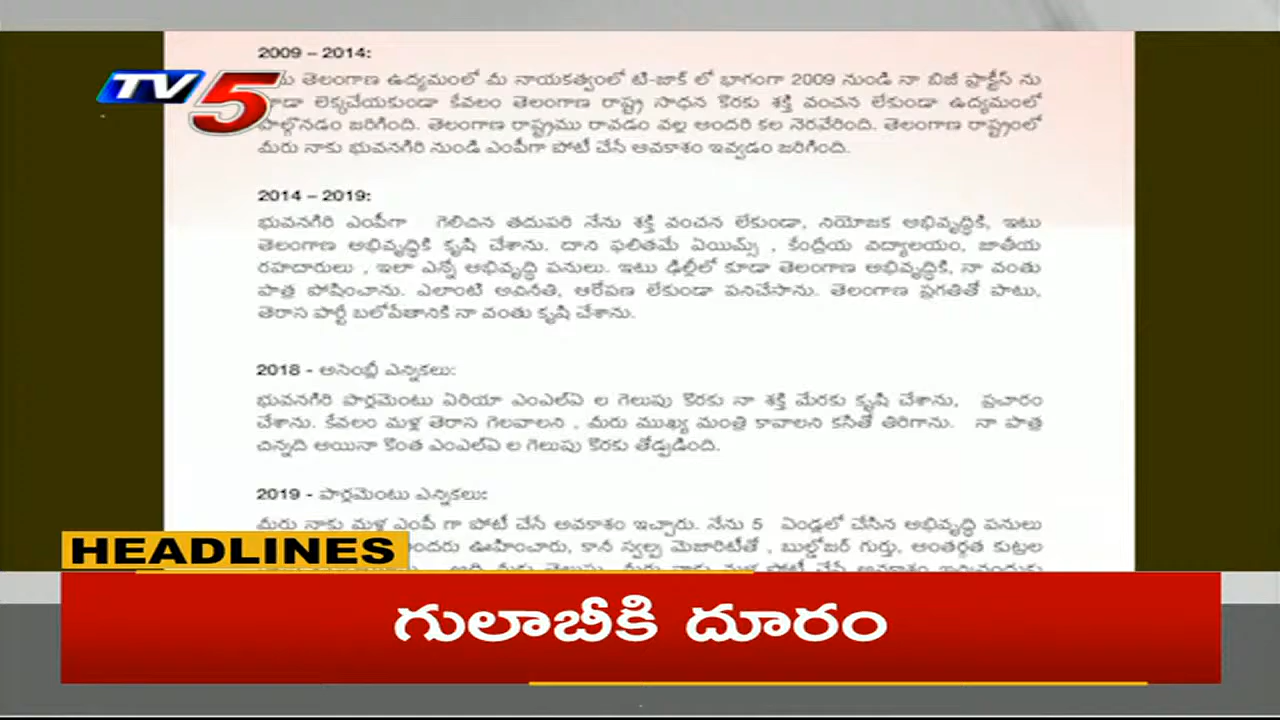 2009 – 2014:
TV5
తెలంగాణ ఉద్యమంలో మీ నాయకత్వంలో టి-జాక్ లో భాగంగా 2009 నుండి నా బిజీ ప్రాక్టీస్ ను
లెక్కచేయకుండా కేవలం తెలంగాణ రాష్ట్ర సాధన కొరకు శక్తి వంచన లేకుండా ఉద్యమంలో
పాల్గొనడం జరిగింది. తెలంగాణ రాష్ట్రము రావడం వల్ల అందరి కల నెరవేరింది. తెలంగాణ రాష్ట్రంలో
మీరు నాకు భువనగిరి నుండి ఎంపీగా పోటీ చేసే అవకాశం ఇవ్వడం జరిగింది.
2014 – 2019:
భువనగిరి ఎంపీగా గెలిచిన తదుపరి నేను శక్తి వంచన లేకుండా, నియోజక అభివృద్ధికి, ఇటు
తెలంగాణ అభివృద్ధికి కృషి చేశాను. దాని ఫలితమే ఏయిమ్స్ , కేంద్రీయ విద్యాలయం, జాతీయ
రహదారులు , ఇలా ఎన్నో అభివృద్ధి పనులు. ఇటు ఢిల్లీలో కూడా తెలంగాణ అభివృద్ధికి, నా వంతు
పాత్ర పోషించాను. ఎలాంటి అవినీతి, ఆరోపణ లేకుండా పనిచేసాను. తెలంగాణ ప్రగతితో పాటు,
తెరాస పార్టీ బలోపేతానికి నా వంతు కృషి చేశాను.
2018 - అసెంబ్లీ ఎన్నికలు:
భువనగిరి పార్లమెంటు ఏరియా ఎంఎల్ఏ ల గెలుపు కొరకు నా శక్తి మేరకు కృషి చేశాను, ప్రచారం
చేశాను. కేవలం మళ్లీ తెరాస గెలవాలని , మీరు ముఖ్య మంత్రి కావాలని కసితో తిరిగాను. నా పాత్ర
చిన్నది అయినా కొంత ఎంఎల్ఏ ల గెలుపు కొరకు తోడ్పడింది.
2019 - పార్లమెంటు ఎన్నికలు:
మీరు నాకు మళ్లీ ఎంపీ గా పోటీ చేసే అవకాశం ఇచ్చారు. నేను 5 ఏండ్లలో చేసిన అభివృద్ధి పనులు
అందరు ఊహించారు, కానీ స్వల్ప మెజారిటీతో , బుల్డోజర్ గుర్తు, అంతర్గత కుట్రల
HEADLINES
గులాబీకి దూరం